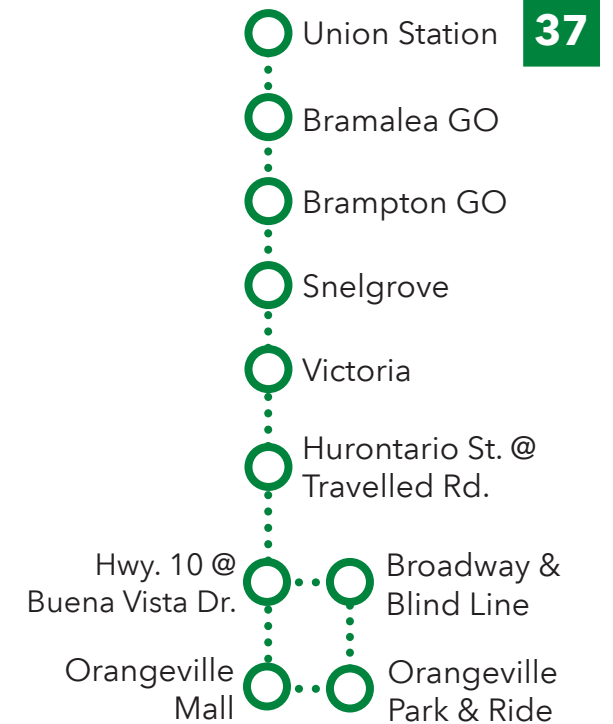 Union Station
37
Bramalea GO
Brampton GO
Snelgrove
Victoria
Hurontario St. @
Travelled Rd.
Hwy. 10 @
Buena Vista Dr.
Broadway &
Blind Line
Orangeville
Mall
Orangeville
Park & Ride